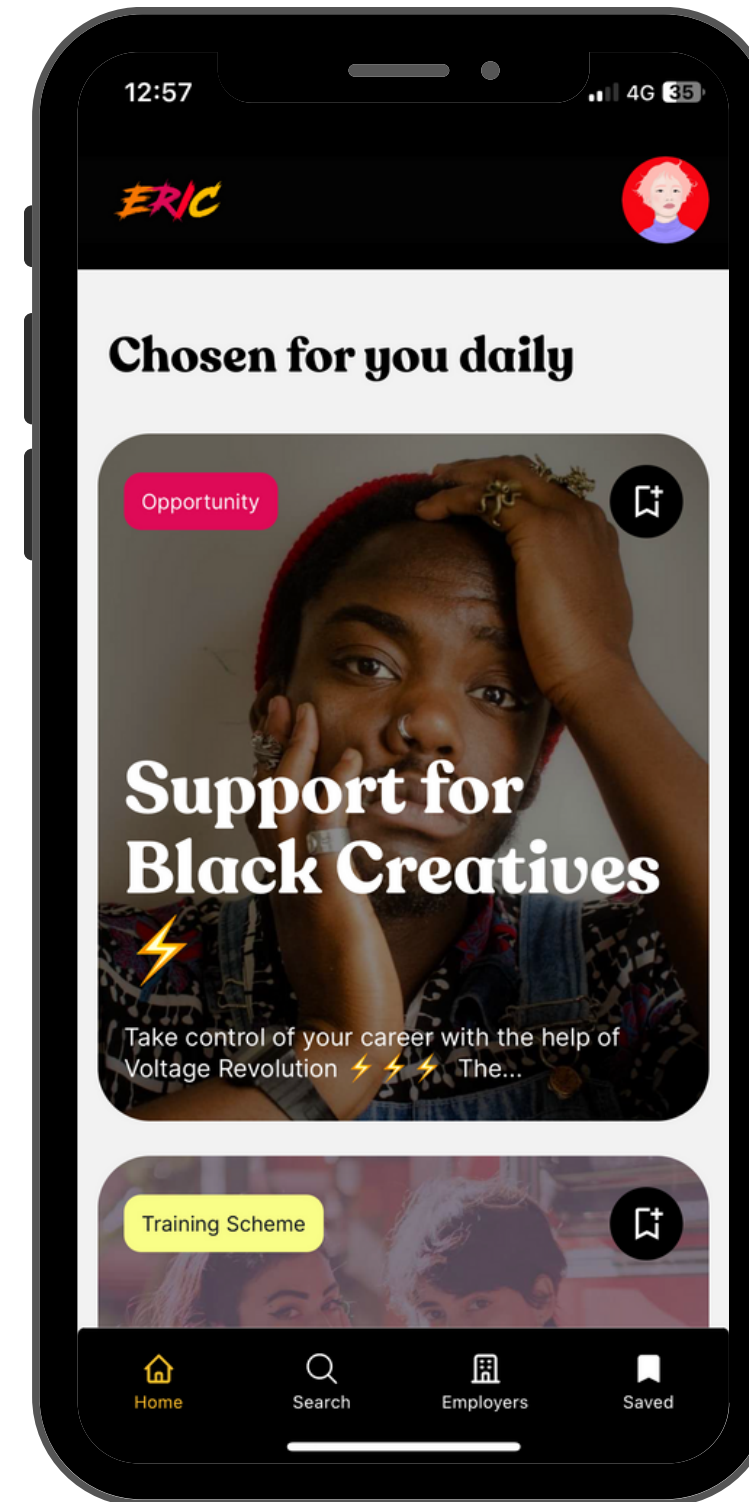 12:57 4G 35
ERIC
Chosen for you daily
Opportunity
Support for
Black Creatives
⚡
Take control of your career with the help of
Voltage Revolution ⚡⚡⚡ The...
Training Scheme
Home Search Employers Saved